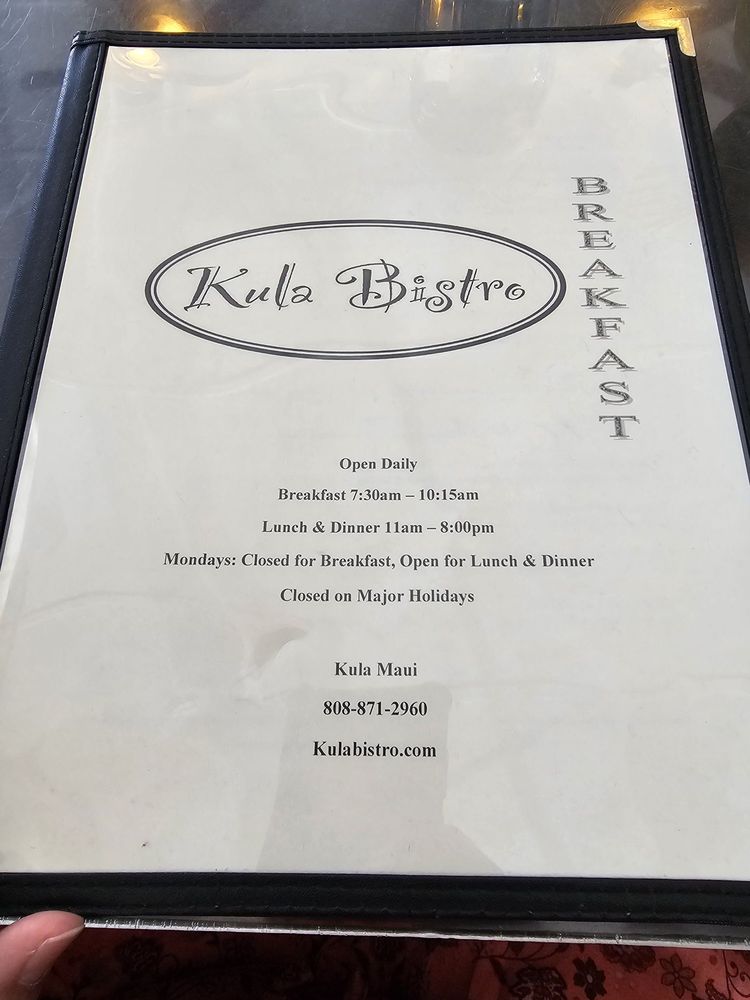 Kula Bistro
BREAKFAST
Open Daily
Breakfast 7:30am – 10:15am
Lunch & Dinner 11am – 8:00pm
Mondays: Closed for Breakfast, Open for Lunch & Dinner
Closed on Major Holidays
Kula Maui
808-871-2960
Kulabistro.com